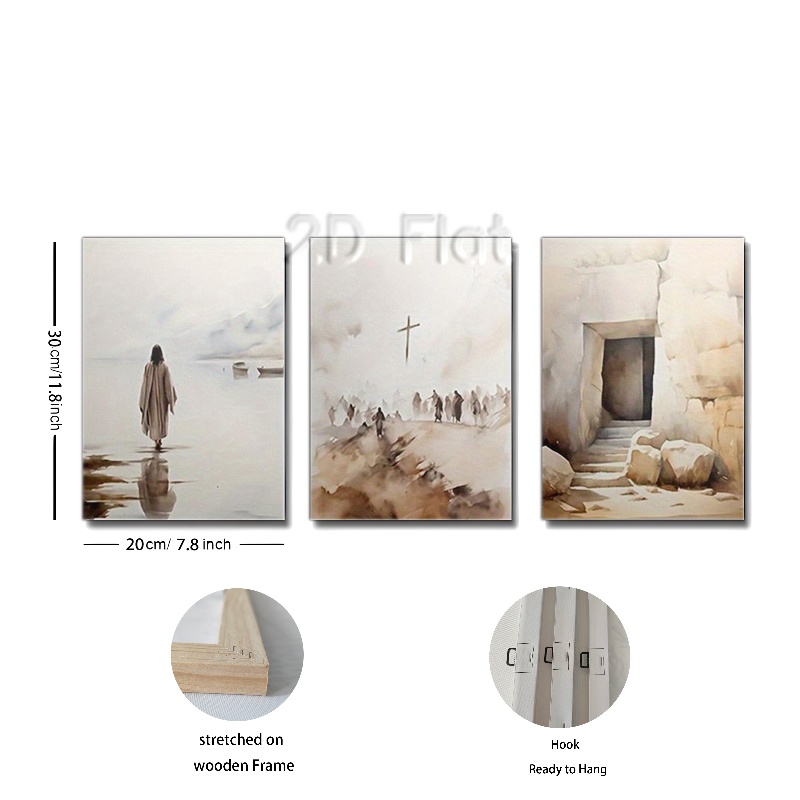 2D Flat
30cm/11.8inch
20cm/ 7.8 inch
stretched on
wooden Frame
Hook
Ready to Hang